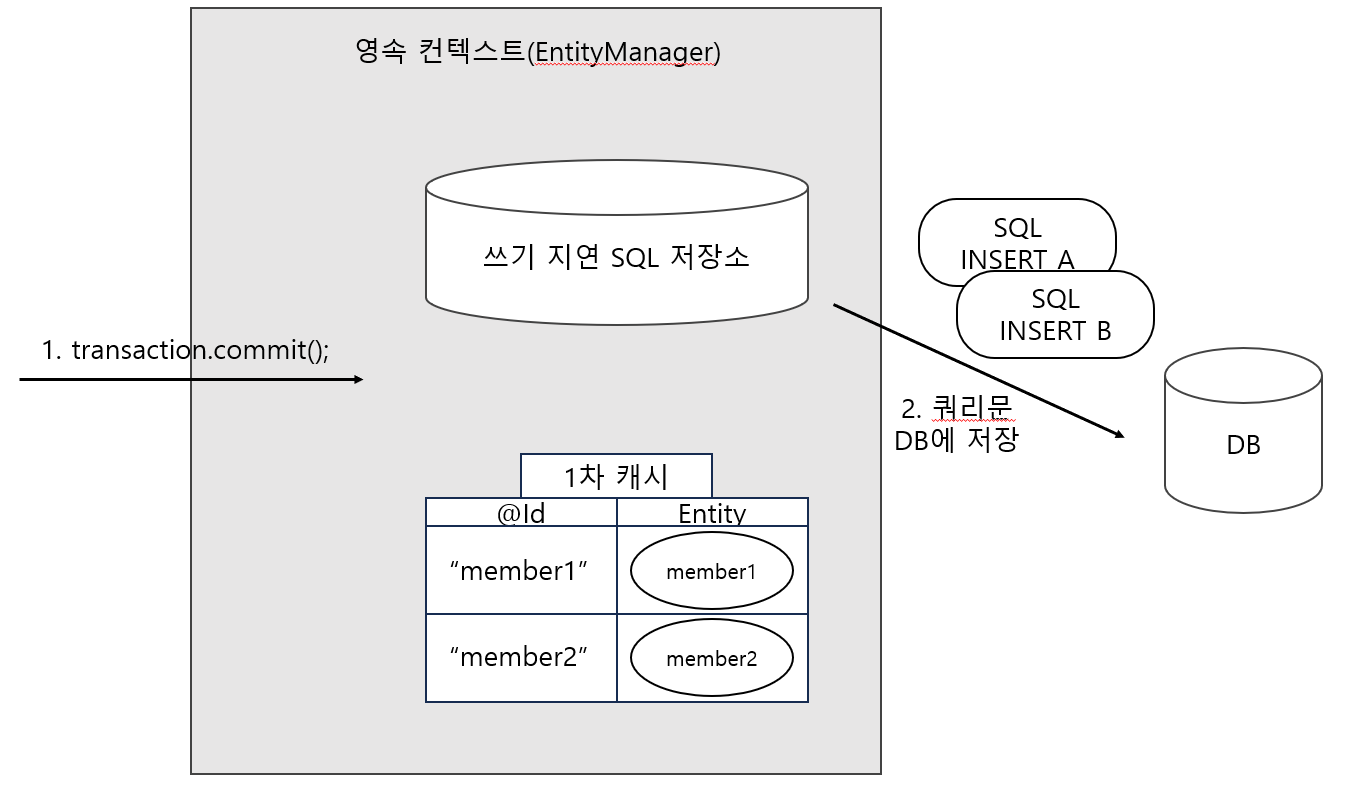 영속 컨텍스트(EntityManager)
쓰기 지연 SQL 저장소
SQL
INSERT A
SQL
INSERT B
1. transaction.commit();
2. 쿼리문
DB에 저장
DB
1차 캐시
@Id Entity
“member1” member1
“member2” member2